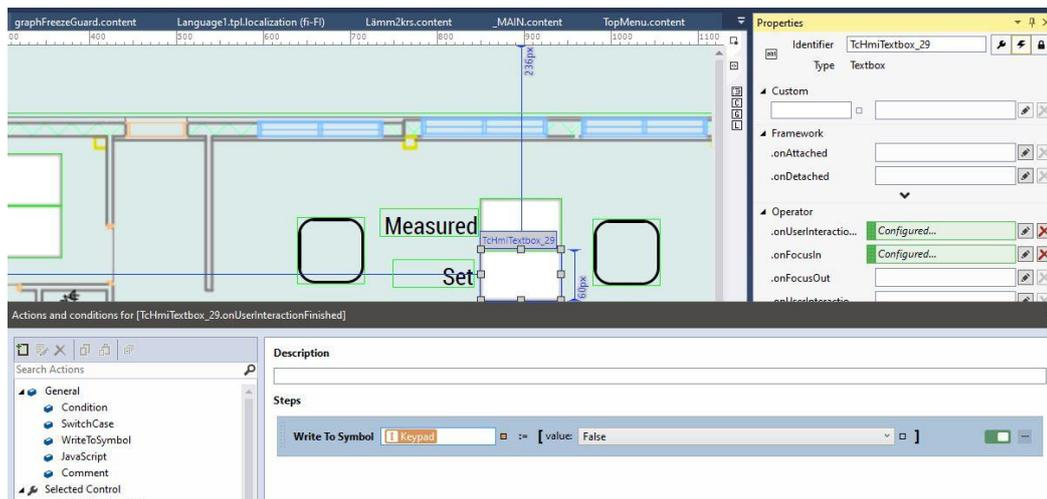 graphFreezeGuard.content Language1.tpl.localization (fi-FI) Lämm2krs.content _MAIN.content TopMenu.content
400 500 600 700 800 900 1000 1100
236px
Measured
TcHmiTextbox_29
Set
60px
Properties
Identifier TcHmiTextbox_29
Type Textbox
Custom
Framework
.onAttached
.onDetached
Operator
.onUserInteractio... Configured...
.onFocusIn Configured...
.onFocusOut
.onUserInteractio
Actions and conditions for [TcHmiTextbox_29.onUserInteractionFinished]
Search Actions
General
Condition
SwitchCase
WriteToSymbol
JavaScript
Comment
Selected Control
Description
Steps
Write To Symbol I Keypad := [ value: False ]